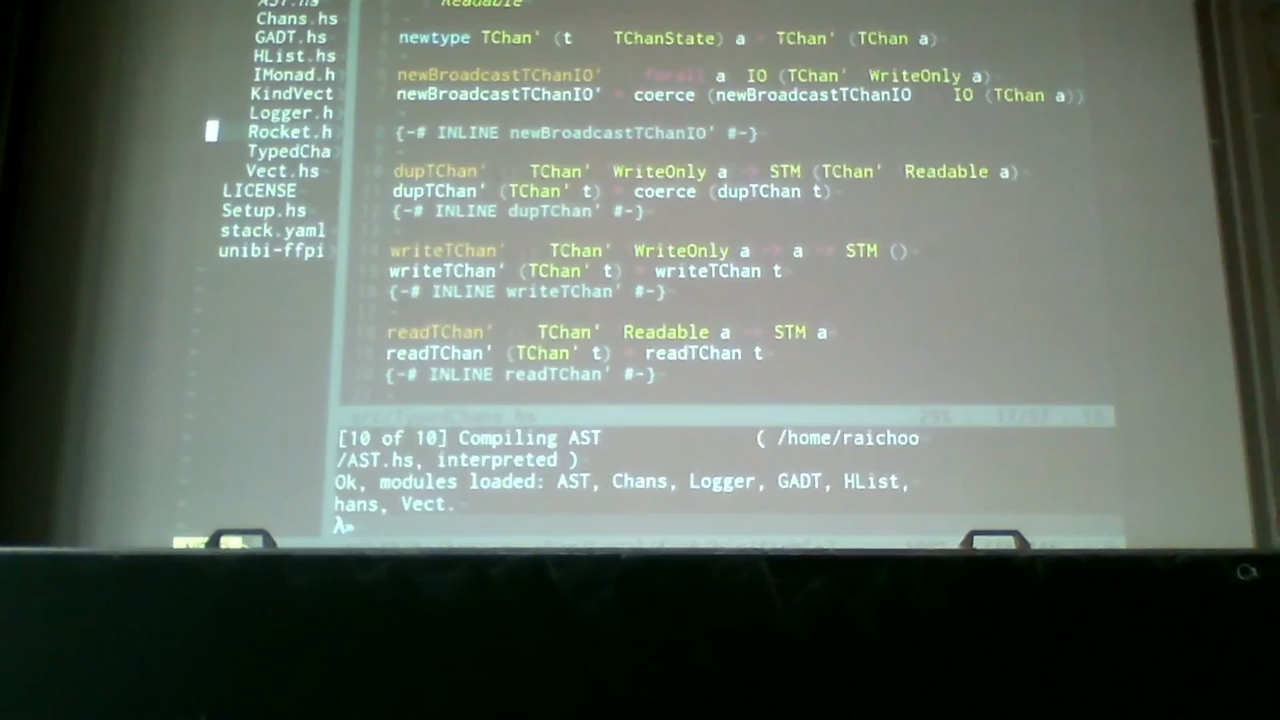 AST.hs
Readable
Chans.hs
GADT.hs
newtype TChan' (t TChanState) a TChan' (TChan a)
HList.hs
IMonad.h
newBroadcastTChanIO' forall a IO (TChan' WriteOnly a)
KindVect
newBroadcastTChanIO' = coerce (newBroadcastTChanIO IO (TChan a))
Logger.h
Rocket.h
{-# INLINE newBroadcastTChanIO' #-}
TypedCha
Vect.hs
dupTChan' :: TChan' WriteOnly a -> STM (TChan' Readable a)
LICENSE
dupTChan' (TChan' t) = coerce (dupTChan t)
Setup.hs
{-# INLINE dupTChan' #-}
stack.yaml
unibi-ffpi
writeTChan' TChan' WriteOnly a -> a -> STM ()
writeTChan' (TChan' t) = writeTChan t
{-# INLINE writeTChan' #-}
readTChan' TChan' Readable a -> STM a
readTChan' (TChan' t) = readTChan t
{-# INLINE readTChan' #-}
src/TypedChans.hs 29%
[10 of 10] Compiling AST ( /home/raichoo
/AST.hs, interpreted )
Ok, modules loaded: AST, Chans, Logger, GADT, HList,
hans, Vect.
λ»